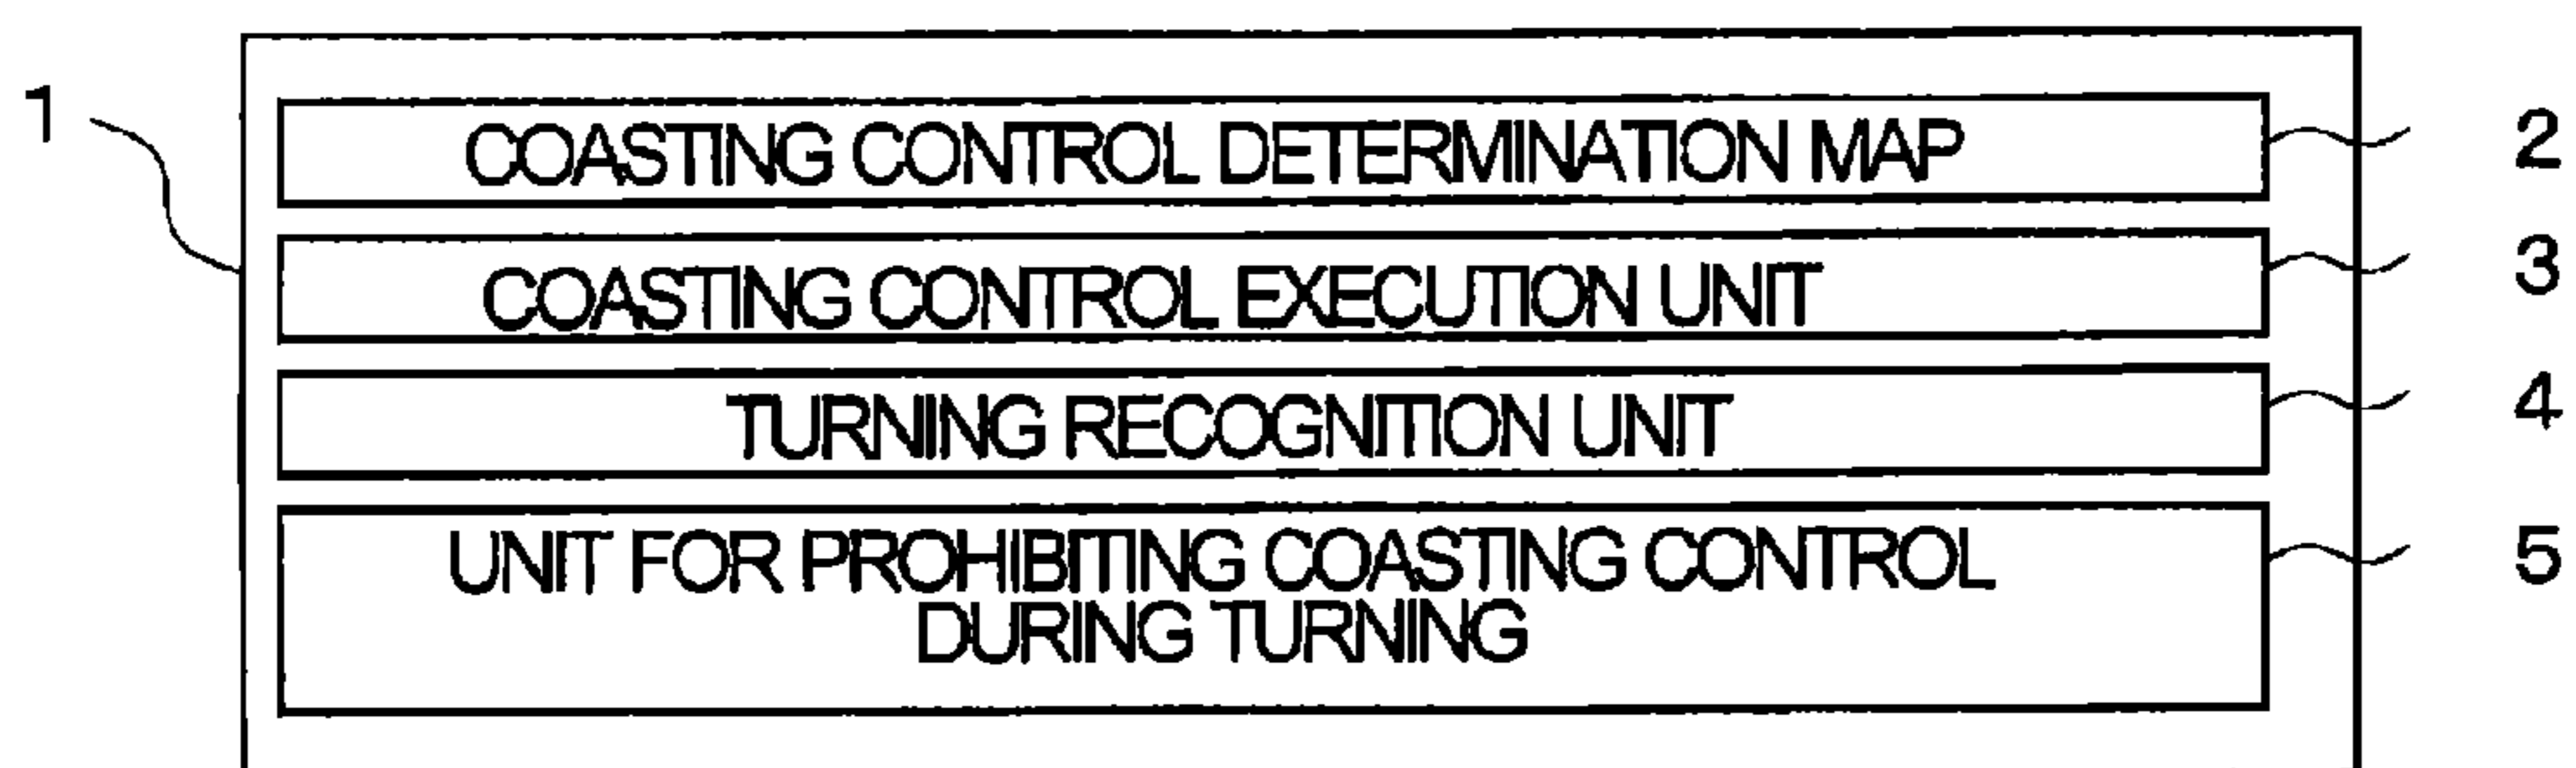 1
COASTING CONTROL DETERMINATION MAP 2
COASTING CONTROL EXECUTION UNIT 3
TURNING RECOGNITION UNIT 4
UNIT FOR PROHIBITING COASTING CONTROL 5
DURING TURNING